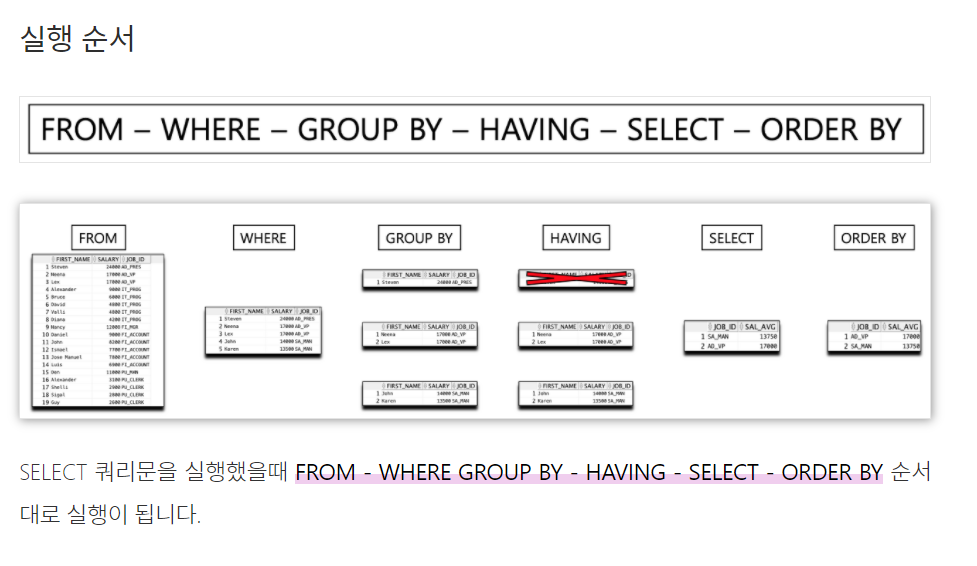 실행 순서
FROM – WHERE – GROUP BY – HAVING – SELECT – ORDER BY
FROM WHERE GROUP BY HAVING SELECT ORDER BY
FIRST_NAME SALARY JOB_ID
1 Steven 24000 AD_PRES
2 Neena 17000 AD_VP
3 Lex 17000 AD_VP
4 Alexander 9000 IT_PROG
5 Bruce 6000 IT_PROG
6 David 4800 IT_PROG
7 Valli 4800 IT_PROG
8 Diana 4200 IT_PROG
9 Nancy 12008 FI_MGR
10 Daniel 9000 FI_ACCOUNT
11 John 8200 FI_ACCOUNT
12 Ismael 7700 FI_ACCOUNT
13 Jose Manuel 7800 FI_ACCOUNT
14 Luis 6900 FI_ACCOUNT
15 Den 11000 PU_MAN
16 Alexander 3100 PU_CLERK
17 Shelli 2900 PU_CLERK
18 Sigal 2800 PU_CLERK
19 Guy 2600 PU_CLERK
FIRST_NAME SALARY JOB_ID
1 Steven 24000 AD_PRES
2 Neena 17000 AD_VP
3 Lex 17000 AD_VP
4 John 14000 SA_MAN
5 Karen 13500 SA_MAN
FIRST_NAME SALARY JOB_ID
1 Steven 24000 AD_PRES
FIRST_NAME SALARY JOB_ID
1 Neena 17000 AD_VP
2 Lex 17000 AD_VP
FIRST_NAME SALARY JOB_ID
1 John 14000 SA_MAN
2 Karen 13500 SA_MAN
FIRST_NAME SALARY JOB_ID
1 Neena 17000 AD_VP
2 Lex 17000 AD_VP
FIRST_NAME SALARY JOB_ID
1 John 14000 SA_MAN
2 Karen 13500 SA_MAN
JOB_ID SAL_AVG
1 SA_MAN 13750
2 AD_VP 17000
JOB_ID SAL_AVG
1 AD_VP 17000
2 SA_MAN 13750
SELECT 쿼리문을 실행했을때 FROM - WHERE GROUP BY - HAVING - SELECT - ORDER BY 순서
대로 실행이 됩니다.